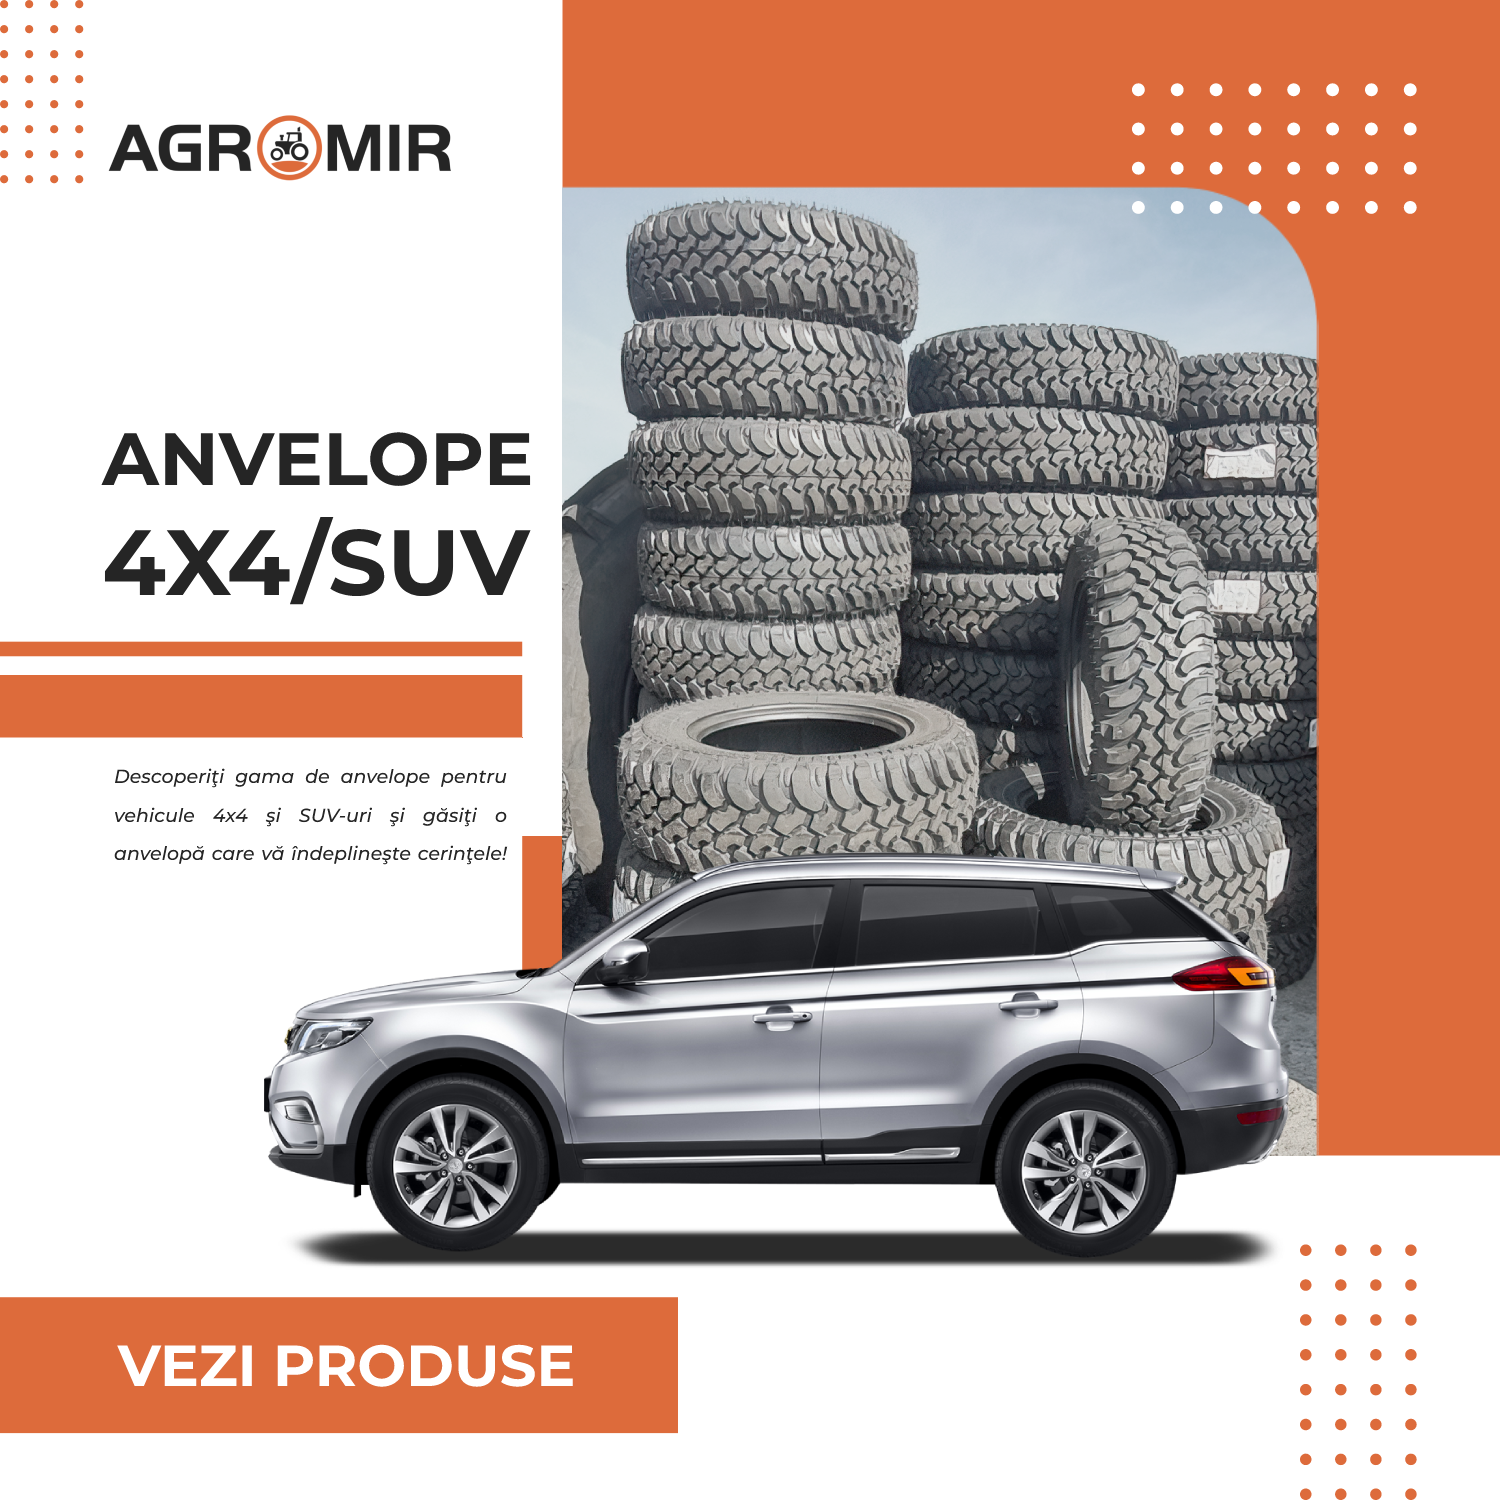 AGROMIR
ANVELOPE
4X4/SUV
Descoperiţi gama de anvelope pentru
vehicule 4x4 şi SUV-uri şi găsiţi o
anvelopă care vă îndeplineşte cerinţele!
VEZI PRODUSE